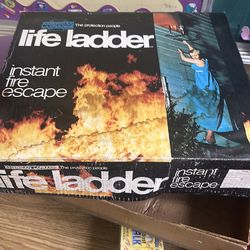 The protection people
life ladder
instant
fire
escape
The protection people
life ladder
instant
fire
escape